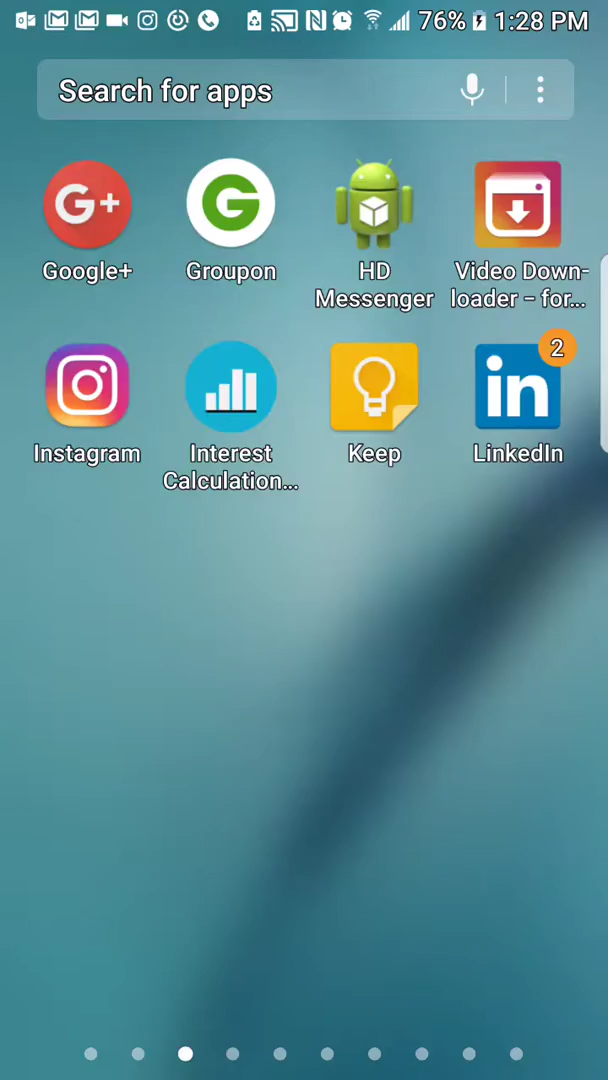 76% 1:28 PM
Search for apps
G+
G
Google+
Groupon
HD
Messenger
Video Down-
loader – for...
2
in
Instagram
Interest
Calculation...
Keep
LinkedIn